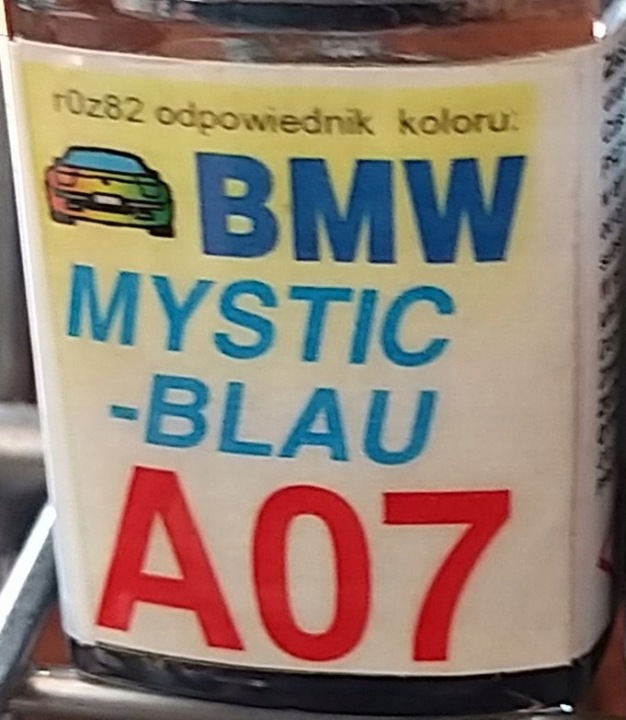 r0z82 odpowiednik koloru:
BMW
MYSTIC
-BLAU
A07